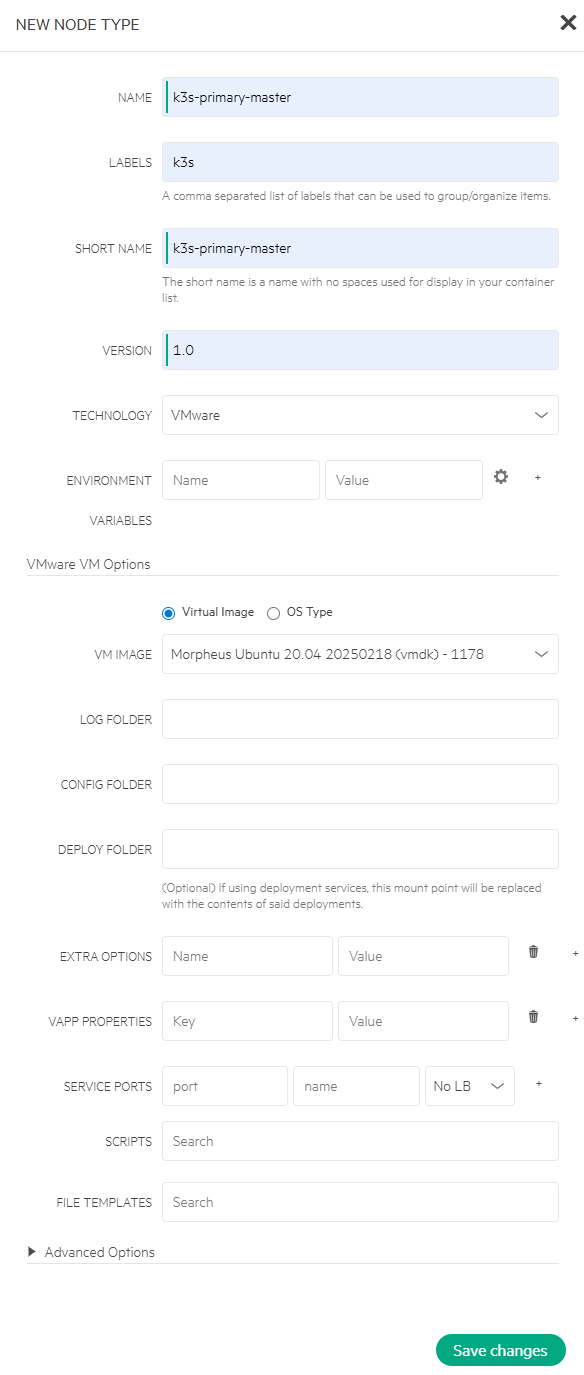 NEW NODE TYPE
NAME k3s-primary-master
LABELS k3s
A comma separated list of labels that can be used to group/organize items.
SHORT NAME k3s-primary-master
The short name is a name with no spaces used for display in your container
list.
VERSION 1.0
TECHNOLOGY VMware
ENVIRONMENT Name Value +
VARIABLES
VMware VM Options
Virtual Image OS Type
VM IMAGE Morpheus Ubuntu 20.04 20250218 (vmdk) - 1178
LOG FOLDER
CONFIG FOLDER
DEPLOY FOLDER
(Optional) If using deployment services, this mount point will be replaced
with the contents of said deployments.
EXTRA OPTIONS Name Value +
VAPP PROPERTIES Key Value +
SERVICE PORTS port name No LB +
SCRIPTS Search
FILE TEMPLATES Search
Advanced Options
Save changes